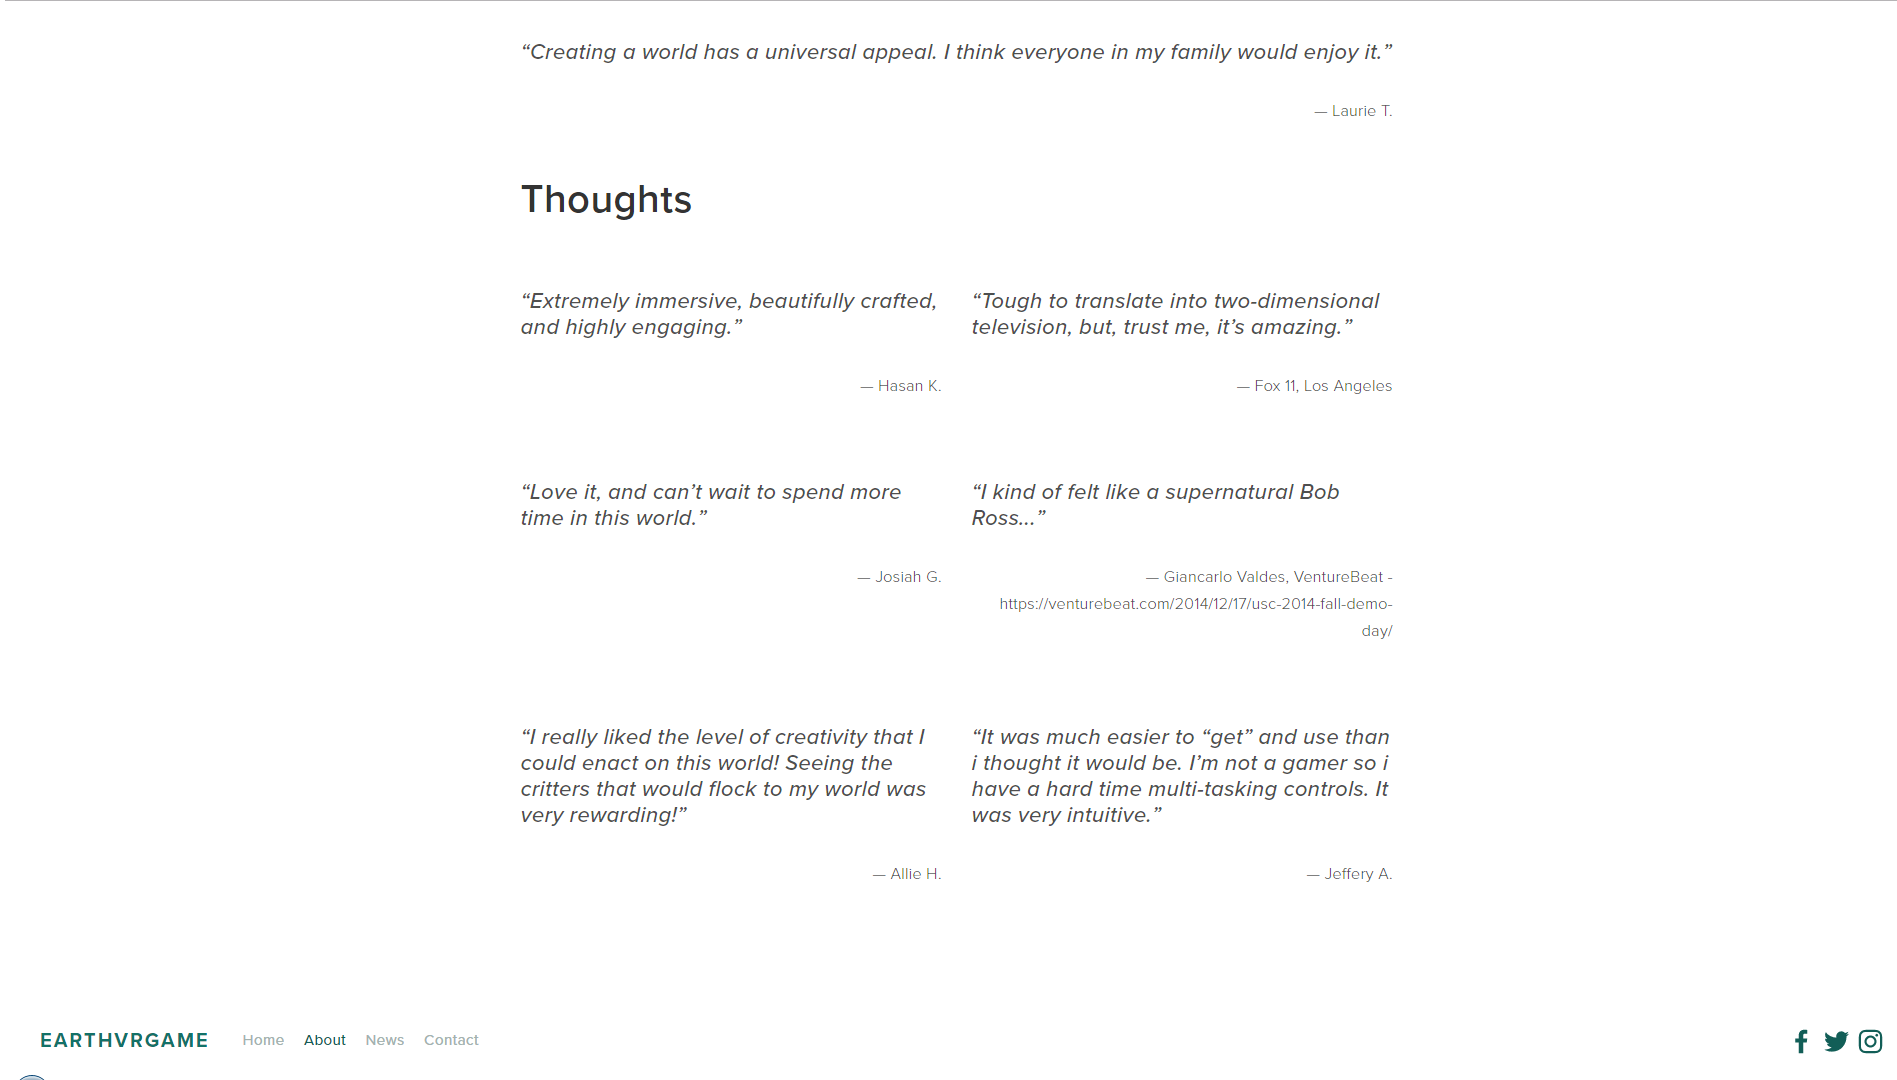 “Creating a world has a universal appeal. I think everyone in my family would enjoy it.”
— Laurie T.
Thoughts
“Extremely immersive, beautifully crafted,
and highly engaging.”
— Hasan K.
“Tough to translate into two-dimensional
television, but, trust me, it’s amazing.”
— Fox 11, Los Angeles
“Love it, and can’t wait to spend more
time in this world.”
— Josiah G.
“I kind of felt like a supernatural Bob
Ross...”
— Giancarlo Valdes, VentureBeat -
https://venturebeat.com/2014/12/17/usc-2014-fall-demo-
day/
“I really liked the level of creativity that I
could enact on this world! Seeing the
critters that would flock to my world was
very rewarding!”
— Allie H.
“It was much easier to “get” and use than
i thought it would be. I’m not a gamer so i
have a hard time multi-tasking controls. It
was very intuitive.”
— Jeffery A.
EARTHVRGAME Home About News Contact